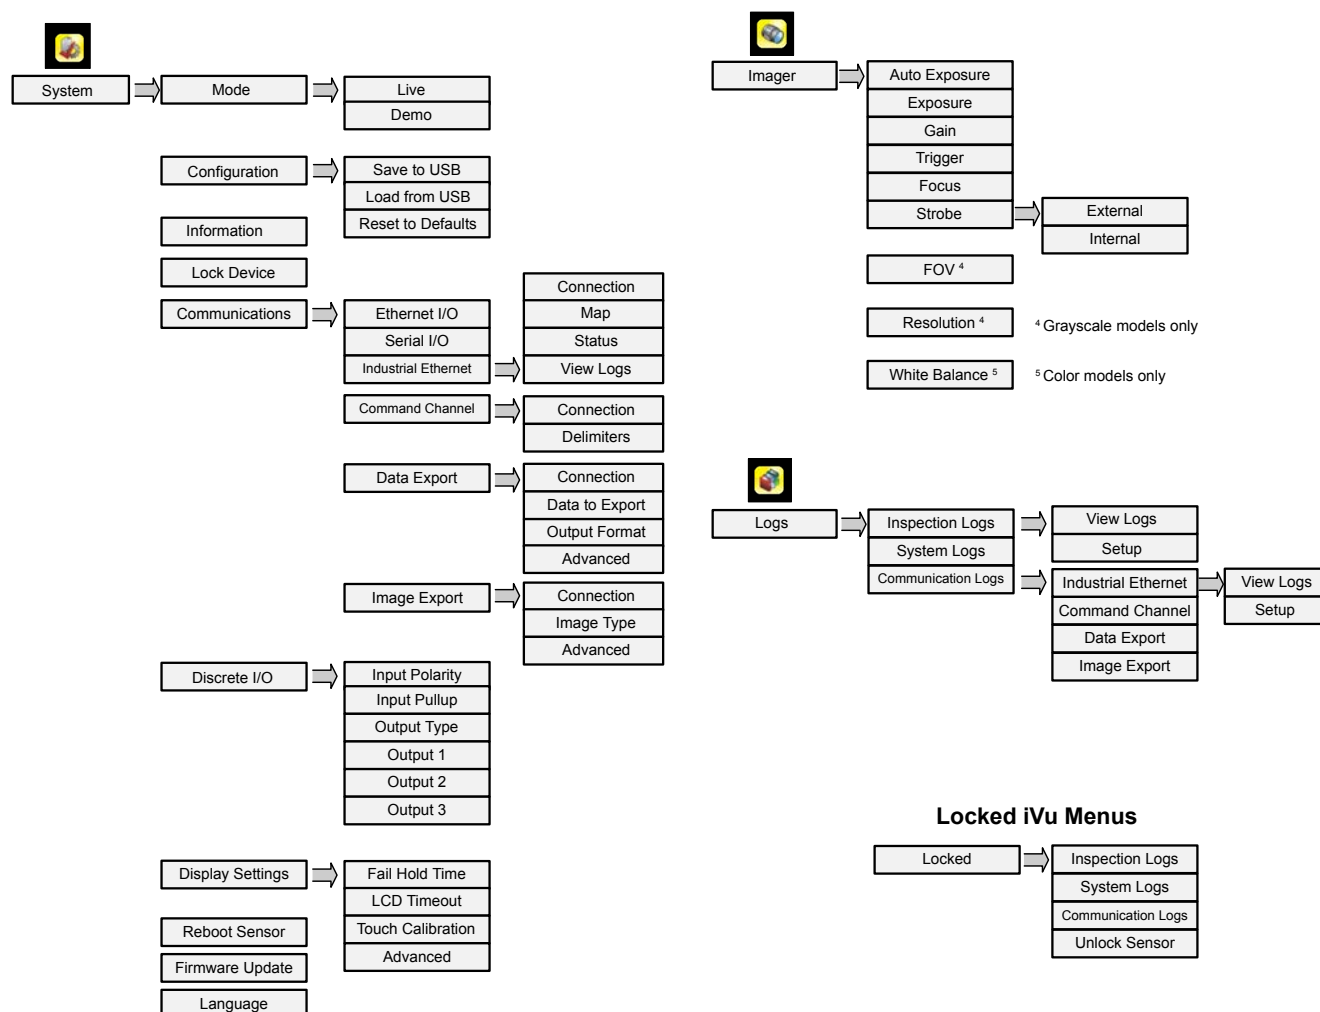 System
Mode
Live
Demo
Configuration
Save to USB
Load from USB
Reset to Defaults
Information
Lock Device
Communications
Ethernet I/O
Serial I/O
Industrial Ethernet
Connection
Map
Status
View Logs
Command Channel
Connection
Delimiters
Data Export
Connection
Data to Export
Output Format
Advanced
Image Export
Connection
Image Type
Advanced
Discrete I/O
Input Polarity
Input Pullup
Output Type
Output 1
Output 2
Output 3
Display Settings
Fail Hold Time
LCD Timeout
Touch Calibration
Advanced
Reboot Sensor
Firmware Update
Language
Imager
Auto Exposure
Exposure
Gain
Trigger
Focus
Strobe
External
Internal
FOV ⁴
Resolution ⁴
⁴ Grayscale models only
White Balance ⁵
⁵ Color models only
Logs
Inspection Logs
View Logs
Setup
System Logs
Communication Logs
Industrial Ethernet
View Logs
Setup
Command Channel
Data Export
Image Export
Locked iVu Menus
Locked
Inspection Logs
System Logs
Communication Logs
Unlock Sensor